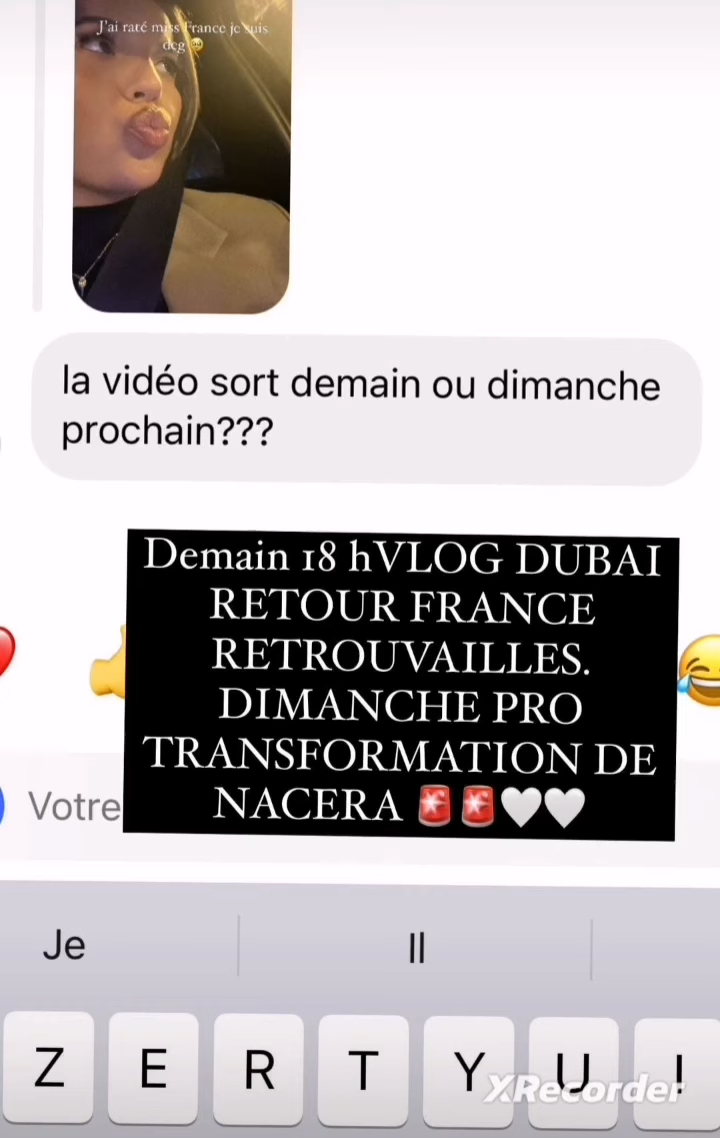 J'ai raté miss France je suis
dcg
la vidéo sort demain ou dimanche
prochain???
Demain 18 hVLOG DUBAI
RETOUR FRANCE
RETROUVAILLES.
DIMANCHE PRO
TRANSFORMATION DE
NACERA 🚨🚨🤍🤍
Votre
Je Il
Z E R T Y U I
XRecorder